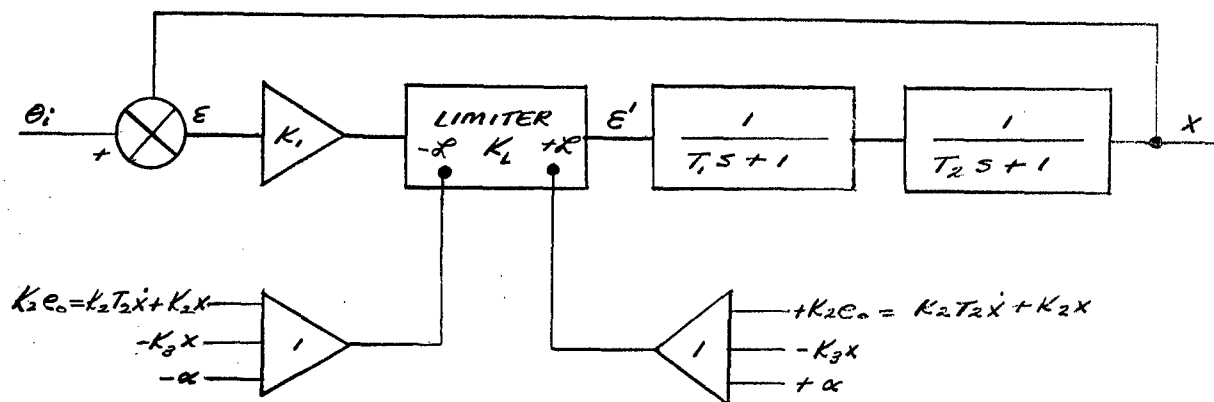 θi
+
ε
K₁
LIMITER
-ℒ K_L +ℒ
ε'
1
T₁ s + 1
1
T₂ s + 1
X
K₂e₀ = K₂T₂ẋ + K₂x
-K₃x
-α
1
1
+K₂e₀ = K₂T₂ẋ + K₂x
-K₃x
+α